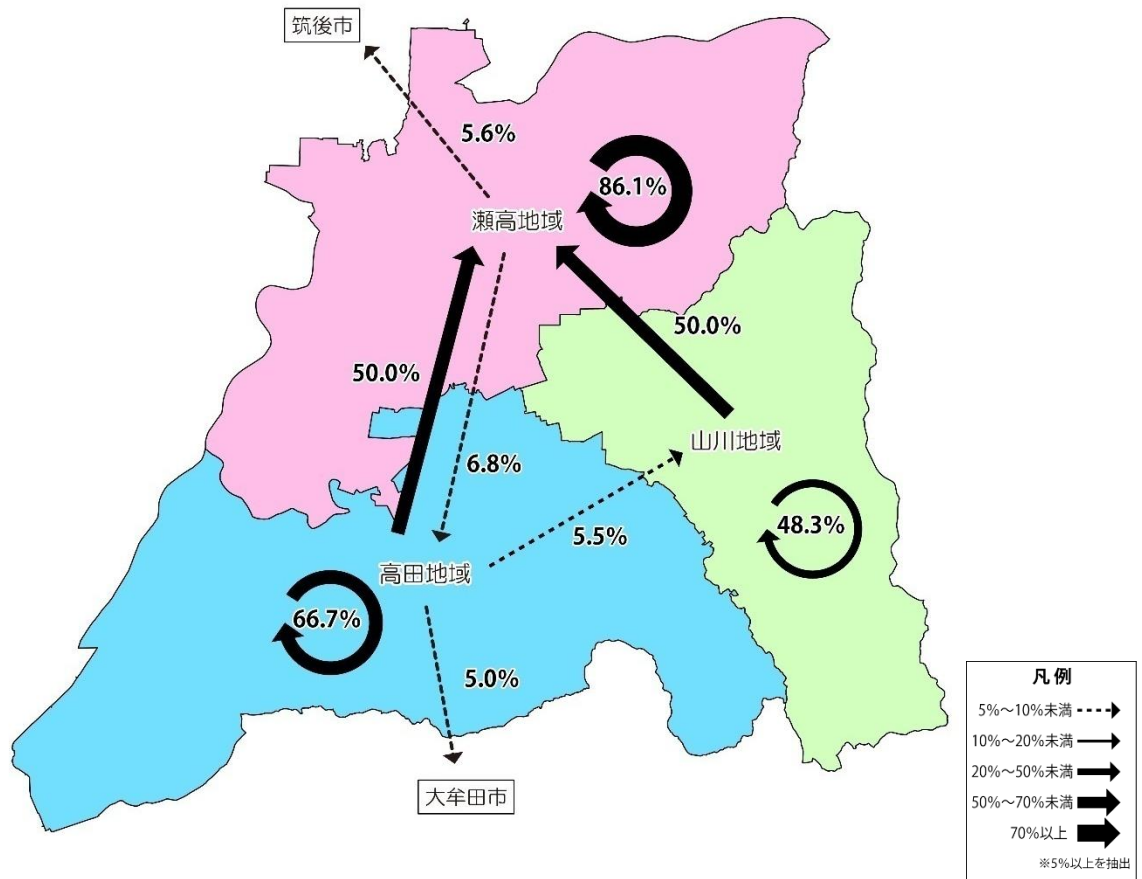 筑後市
5.6%
86.1%
瀬高地域
50.0%
50.0%
山川地域
6.8%
48.3%
5.5%
高田地域
66.7%
5.0%
大牟田市
凡例
5%～10%未満
10%～20%未満
20%～50%未満
50%～70%未満
70%以上
※5%以上を抽出